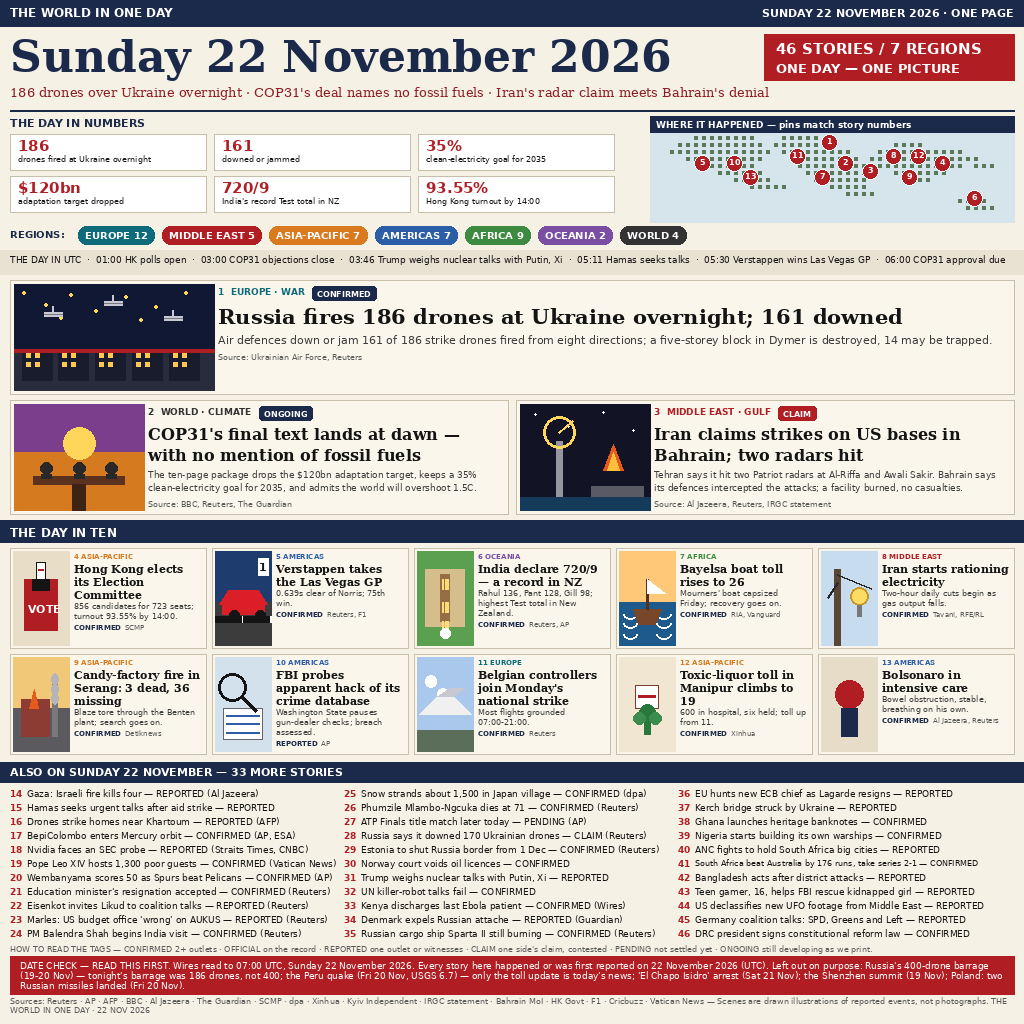 THE WORLD IN ONE DAY
SUNDAY 22 NOVEMBER 2026 · ONE PAGE
Sunday 22 November 2026
46 STORIES / 7 REGIONS
ONE DAY — ONE PICTURE
186 drones over Ukraine overnight · COP31's deal names no fossil fuels · Iran's radar claim meets Bahrain's denial
THE DAY IN NUMBERS
186
drones fired at Ukraine overnight
161
downed or jammed
35%
clean-electricity goal for 2035
$120bn
adaptation target dropped
720/9
India's record Test total in NZ
93.55%
Hong Kong turnout by 14:00
WHERE IT HAPPENED — pins match story numbers
1
5
10
11
2
8
12
4
3
13
7
9
6
REGIONS:
EUROPE 12
MIDDLE EAST 5
ASIA-PACIFIC 7
AMERICAS 7
AFRICA 9
OCEANIA 2
WORLD 4
THE DAY IN UTC · 01:00 HK polls open · 03:00 COP31 objections close · 03:46 Trump weighs nuclear talks with Putin, Xi · 05:11 Hamas seeks talks · 05:30 Verstappen wins Las Vegas GP · 06:00 COP31 approval due
1 EUROPE · WAR CONFIRMED
Russia fires 186 drones at Ukraine overnight; 161 downed
Air defences down or jam 161 of 186 strike drones fired from eight directions; a five-storey block in Dymer is destroyed, 14 may be trapped.
Source: Ukrainian Air Force, Reuters
2 WORLD · CLIMATE ONGOING
COP31's final text lands at dawn —
with no mention of fossil fuels
The ten-page package drops the $120bn adaptation target, keeps a 35%
clean-electricity goal for 2035, and admits the world will overshoot 1.5C.
Source: BBC, Reuters, The Guardian
3 MIDDLE EAST · GULF CLAIM
Iran claims strikes on US bases in
Bahrain; two radars hit
Tehran says it hit two Patriot radars at Al-Riffa and Awali Sakir. Bahrain says
its defences intercepted the attacks; a facility burned, no casualties.
Source: Al Jazeera, Reuters, IRGC statement
THE DAY IN TEN
VOTE
4 ASIA-PACIFIC
Hong Kong elects
its Election
Committee
856 candidates for 723 seats;
turnout 93.55% by 14:00.
CONFIRMED SCMP
1
5 AMERICAS
Verstappen takes
the Las Vegas GP
0.639s clear of Norris; 75th
win.
CONFIRMED Reuters, F1
6 OCEANIA
India declare 720/9
— a record in NZ
Rahul 136, Pant 128, Gill 98;
highest Test total in New
Zealand.
CONFIRMED Reuters, AP
7 AFRICA
Bayelsa boat toll
rises to 26
Mourners' boat capsized
Friday; recovery goes on.
CONFIRMED RIA, Vanguard
8 MIDDLE EAST
Iran starts rationing
electricity
Two-hour daily cuts begin as
gas output falls.
CONFIRMED Tavani, RFE/RL
9 ASIA-PACIFIC
Candy-factory fire in
Serang: 3 dead, 36
missing
Blaze tore through the Benten
plant; search goes on.
CONFIRMED Detiknews
10 AMERICAS
FBI probes
apparent hack of its
crime database
Washington State pauses
gun-dealer checks; breach
assessed.
REPORTED AP
11 EUROPE
Belgian controllers
join Monday's
national strike
Most flights grounded
07:00-21:00.
CONFIRMED Reuters
12 ASIA-PACIFIC
Toxic-liquor toll in
Manipur climbs to
19
600 in hospital, six held; toll up
from 11.
CONFIRMED Xinhua
13 AMERICAS
Bolsonaro in
intensive care
Bowel obstruction, stable,
breathing on his own.
CONFIRMED Al Jazeera, Reuters
ALSO ON SUNDAY 22 NOVEMBER — 33 MORE STORIES
14 Gaza: Israeli fire kills four — REPORTED (Al Jazeera)
15 Hamas seeks urgent talks after aid strike — REPORTED
16 Drones strike homes near Khartoum — REPORTED (AFP)
17 BepiColombo enters Mercury orbit — CONFIRMED (AP, ESA)
18 Nvidia faces an SEC probe — REPORTED (Straits Times, CNBC)
19 Pope Leo XIV hosts 1,300 poor guests — CONFIRMED (Vatican News)
20 Wembanyama scores 50 as Spurs beat Pelicans — CONFIRMED (AP)
21 Education minister's resignation accepted — CONFIRMED (Reuters)
22 Eisenkot invites Likud to coalition talks — CONFIRMED (Reuters)
23 Marles: US budget office 'wrong' on AUKUS — REPORTED (Reuters)
24 PM Balendra Shah begins India visit — CONFIRMED (Reuters)
25 Snow strands about 1,500 in Japan village — CONFIRMED (dpa)
26 Phumzile Mlambo-Ngcuka dies at 71 — CONFIRMED (Reuters)
27 ATP Finals title match later today — PENDING (AP)
28 Russia says it downed 170 Ukrainian drones — CLAIM (Reuters)
29 Estonia to shut Russia border from 1 Dec — CONFIRMED (Reuters)
30 Norway court voids oil licences — CONFIRMED
31 Trump weighs nuclear talks with Putin, Xi — REPORTED
32 UN killer-robot talks fail — CONFIRMED
33 Kenya discharges last Ebola patient — CONFIRMED (Wires)
34 Denmark expels Russian attache — REPORTED (Guardian)
35 Russian cargo ship Sparta II still burning — CONFIRMED (Reuters)
36 EU hunts new ECB chief as Lagarde resigns — REPORTED
37 Kerch bridge struck by Ukraine — REPORTED
38 Ghana launches heritage banknotes — CONFIRMED
39 Nigeria starts building its own warships — CONFIRMED
40 ANC fights to hold South Africa big cities — REPORTED
41 South Africa beat Australia by 176 runs, take series 2-1 — CONFIRMED
42 Bangladesh acts after district attacks — REPORTED
43 Teen gamer, 16, helps FBI rescue kidnapped girl — REPORTED
44 US declassifies new UFO footage from Middle East — REPORTED
45 Germany coalition talks: SPD, Greens and Left — REPORTED
46 DRC president signs constitutional reform law — CONFIRMED
HOW TO READ THE TAGS — CONFIRMED 2+ outlets · OFFICIAL on the record · REPORTED one outlet or witnesses · CLAIM one side's claim, contested · PENDING not settled yet · ONGOING still developing as we print.
DATE CHECK — READ THIS FIRST. Wires read to 07:00 UTC, Sunday 22 November 2026. Every story here happened or was first reported on 22 November 2026 (UTC). Left out on purpose: Russia's 400-drone barrage
(19-20 Nov) — tonight's barrage was 186 drones, not 400; the Peru quake (Fri 20 Nov, USGS 6.7) — only the toll update is today's news; 'El Chapo Isidro' arrest (Sat 21 Nov); the Shenzhen summit (19 Nov); Poland: two
Russian missiles landed (Fri 20 Nov).
Sources: Reuters · AP · AFP · BBC · Al Jazeera · The Guardian · SCMP · dpa · Xinhua · Kyiv Independent · IRGC statement · Bahrain MoI · HK Govt · F1 · Cricbuzz · Vatican News — Scenes are drawn illustrations of reported events, not photographs. THE
WORLD IN ONE DAY · 22 NOV 2026